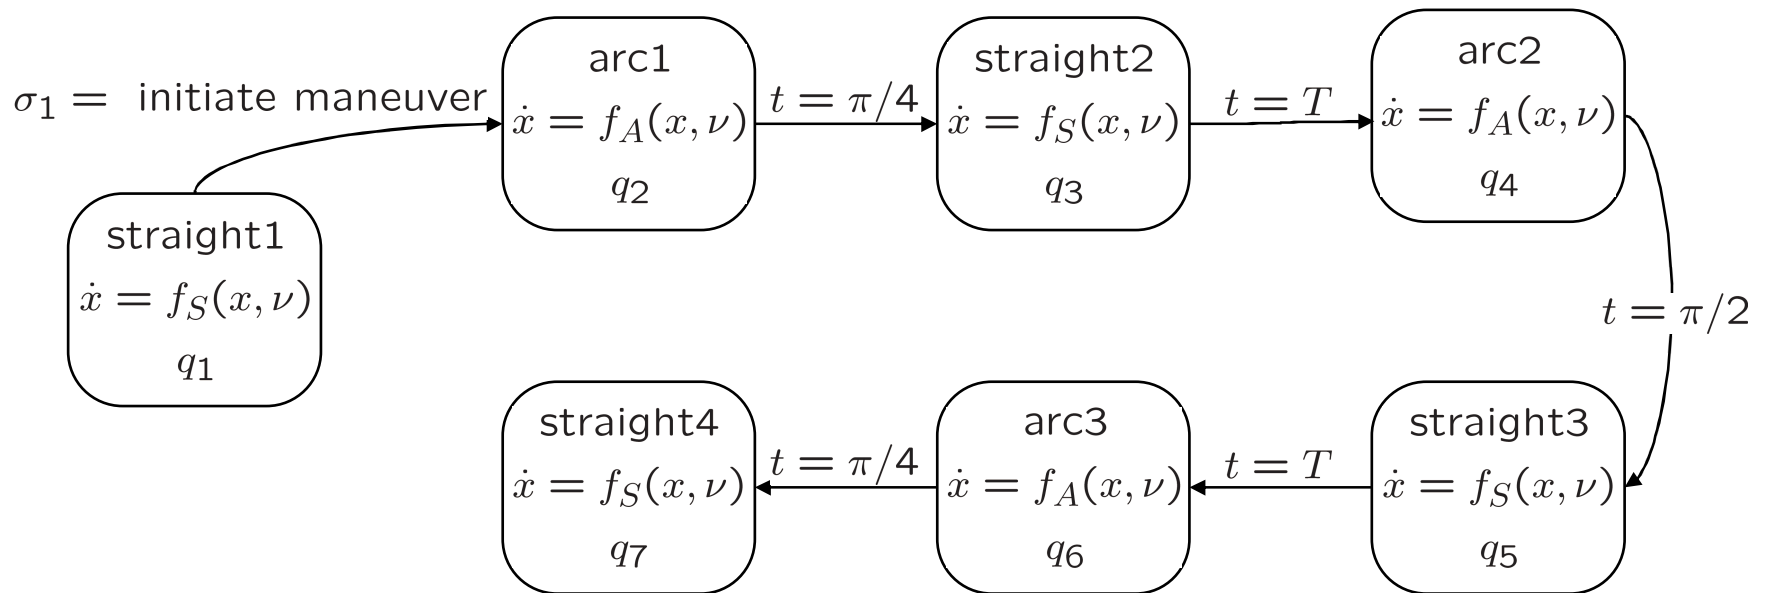 σ₁ = initiate maneuver
straight1
ẋ = f_S(x, ν)
q₁
arc1
ẋ = f_A(x, ν)
q₂
t = π/4
straight2
ẋ = f_S(x, ν)
q₃
t = T
arc2
ẋ = f_A(x, ν)
q₄
t = π/2
straight3
ẋ = f_S(x, ν)
q₅
t = T
arc3
ẋ = f_A(x, ν)
q₆
t = π/4
straight4
ẋ = f_S(x, ν)
q₇